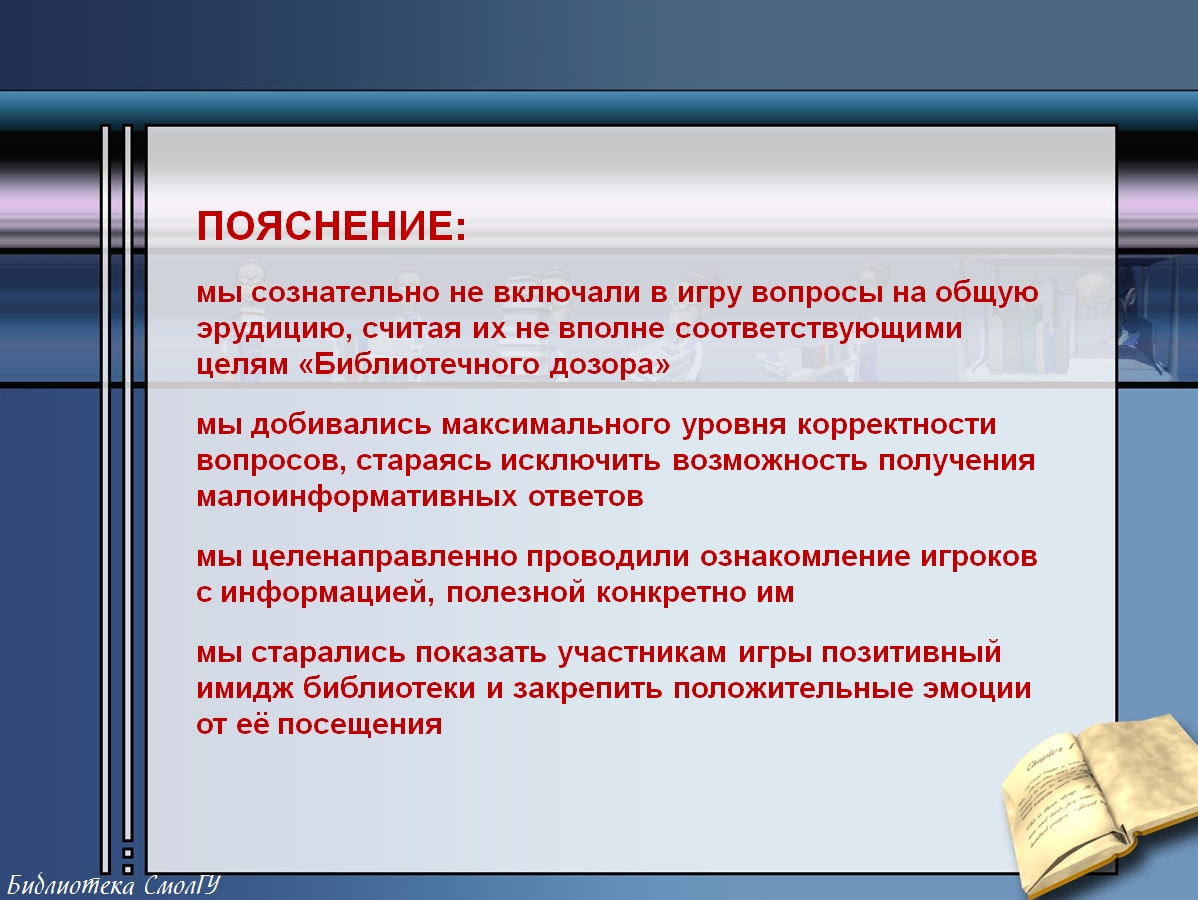 ПОЯСНЕНИЕ:
мы сознательно не включали в игру вопросы на общую
эрудицию, считая их не вполне соответствующими
целям «Библиотечного дозора»
мы добивались максимального уровня корректности
вопросов, стараясь исключить возможность получения
малоинформативных ответов
мы целенаправленно проводили ознакомление игроков
с информацией, полезной конкретно им
мы старались показать участникам игры позитивный
имидж библиотеки и закрепить положительные эмоции
от её посещения
Chapter 1
Библиотека СмолГУ